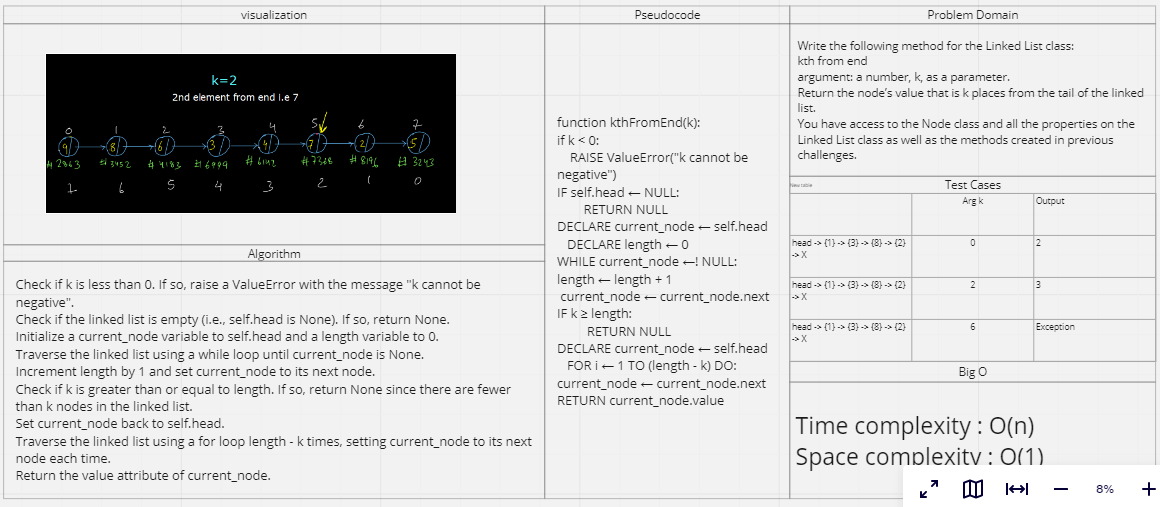 visualization
k=2
2nd element from end i.e 7
0 1 2 3 4 5 6 7
9 8 6 3 4 7 2 5
#2863 #3452 #4183 #6999 #6142 #7368 #8196 #3243
7 6 5 4 3 2 1 0
Algorithm
Check if k is less than 0. If so, raise a ValueError with the message "k cannot be
negative".
Check if the linked list is empty (i.e., self.head is None). If so, return None.
Initialize a current_node variable to self.head and a length variable to 0.
Traverse the linked list using a while loop until current_node is None.
Increment length by 1 and set current_node to its next node.
Check if k is greater than or equal to length. If so, return None since there are fewer
than k nodes in the linked list.
Set current_node back to self.head.
Traverse the linked list using a for loop length - k times, setting current_node to its next
node each time.
Return the value attribute of current_node.
Pseudocode
function kthFromEnd(k):
if k < 0:
RAISE ValueError("k cannot be
negative")
IF self.head ← NULL:
RETURN NULL
DECLARE current_node ← self.head
DECLARE length ← 0
WHILE current_node ←! NULL:
length ← length + 1
current_node ← current_node.next
IF k ≥ length:
RETURN NULL
DECLARE current_node ← self.head
FOR i ← 1 TO (length - k) DO:
current_node ← current_node.next
RETURN current_node.value
Problem Domain
Write the following method for the Linked List class:
kth from end
argument: a number, k, as a parameter.
Return the node's value that is k places from the tail of the linked
list.
You have access to the Node class and all the properties on the
Linked List class as well as the methods created in previous
challenges.
New table
Test Cases
Arg k Output
head -> {1} -> {3} -> {8} -> {2} 0 2
-> X
head -> {1} -> {3} -> {8} -> {2} 2 3
-> X
head -> {1} -> {3} -> {8} -> {2} 6 Exception
-> X
Big O
Time complexity : O(n)
Space complexity : O(1)
8%